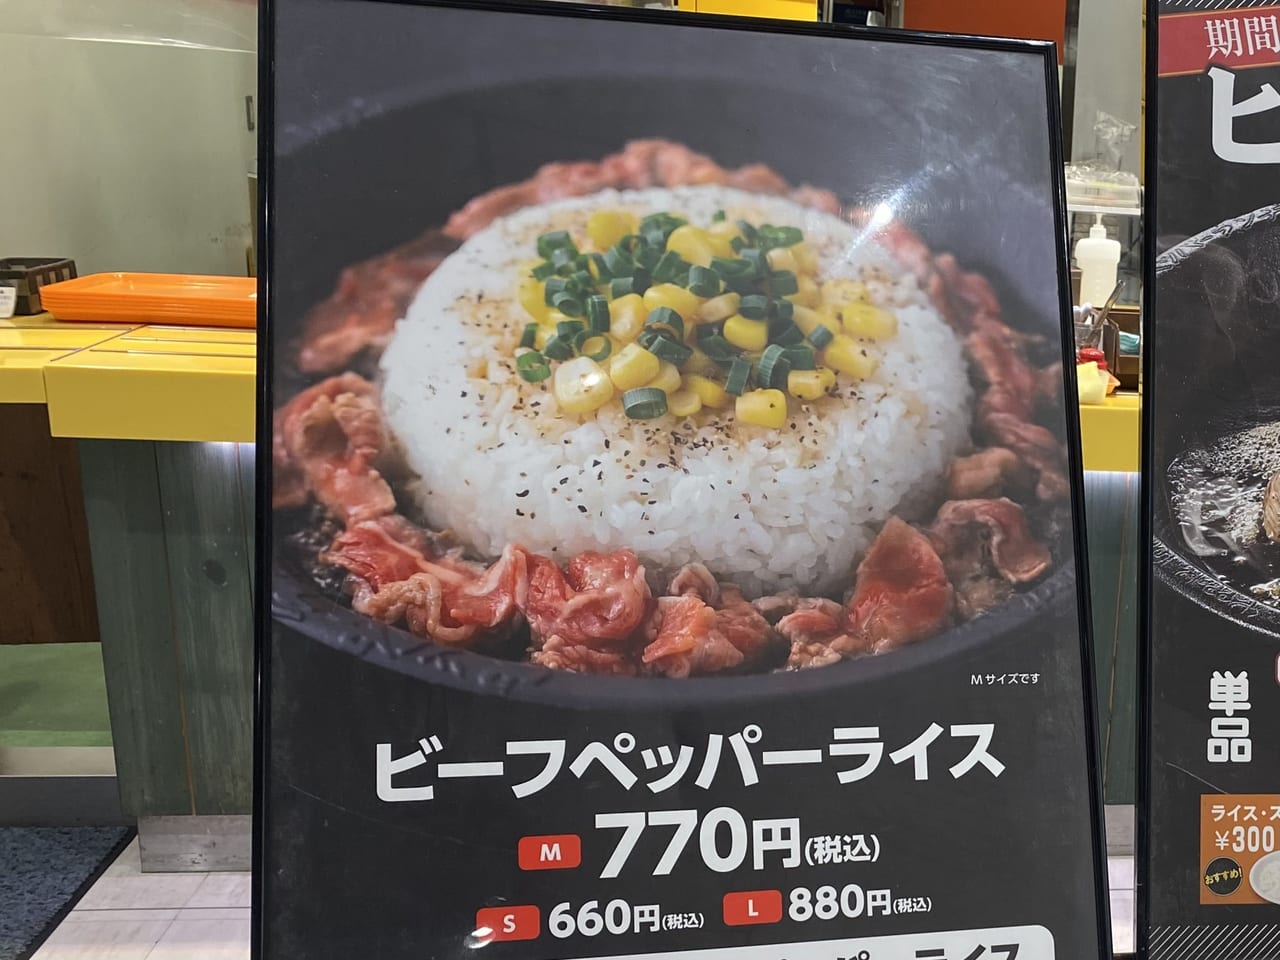 Mサイズです
ビーフペッパーライス
M 770円(税込)
S 660円(税込) L 880円(税込)
期間
ビ
単品
ライス・ス
¥300
おすすめ!